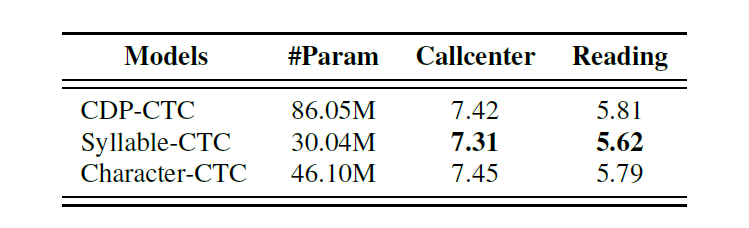 Models #Param Callcenter Reading
CDP-CTC 86.05M 7.42 5.81
Syllable-CTC 30.04M 7.31 5.62
Character-CTC 46.10M 7.45 5.79